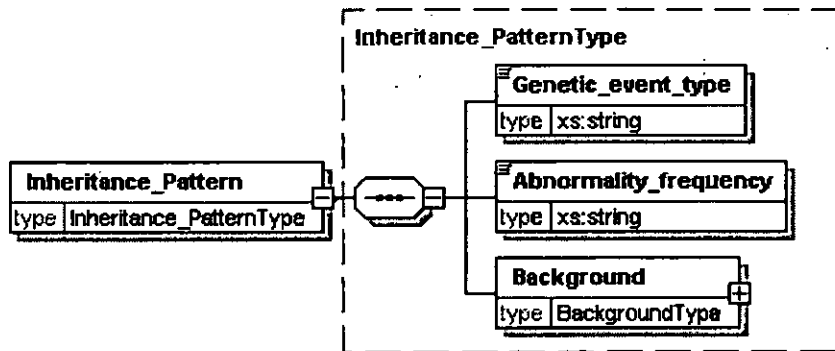 Inheritance_PatternType
Genetic_event_type
type xs:string
Inheritance_Pattern
type Inheritance_PatternType
Abnormality_frequency
type xs:string
Background
type BackgroundType